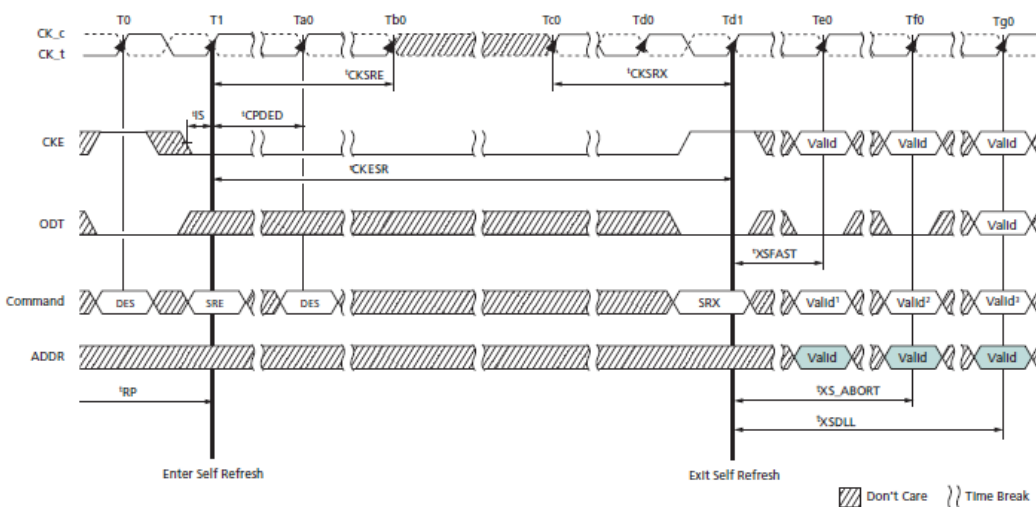 T0 T1 Ta0 Tb0 Tc0 Td0 Td1 Te0 Tf0 Tg0
CK_c
CK_t
tCKSRE tCKSRX
tIS tCPDED
CKE Valid Valid Valid
tCKESR
ODT Valid
tXSFAST
Command DES SRE DES SRX Valid¹ Valid² Valid³
ADDR Valid Valid Valid
tRP tXS_ABORT
tXSDLL
Enter Self Refresh Exit Self Refresh
Don't Care Time Break